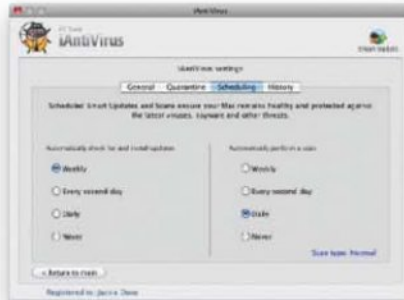 iAntiVirus
PC Tools
iAntiVirus
Smart Update
iAntiVirus settings
General Quarantine Scheduling History
Scheduled Smart Updates and Scans ensure your Mac remains healthy and protected against
the latest viruses, spyware and other threats.
Automatically check for and install updates
Automatically perform a scan
Weekly
Weekly
Every second day
Every second day
Daily
Daily
Never
Never
Scan type: Normal
< Return to main
Registered to: